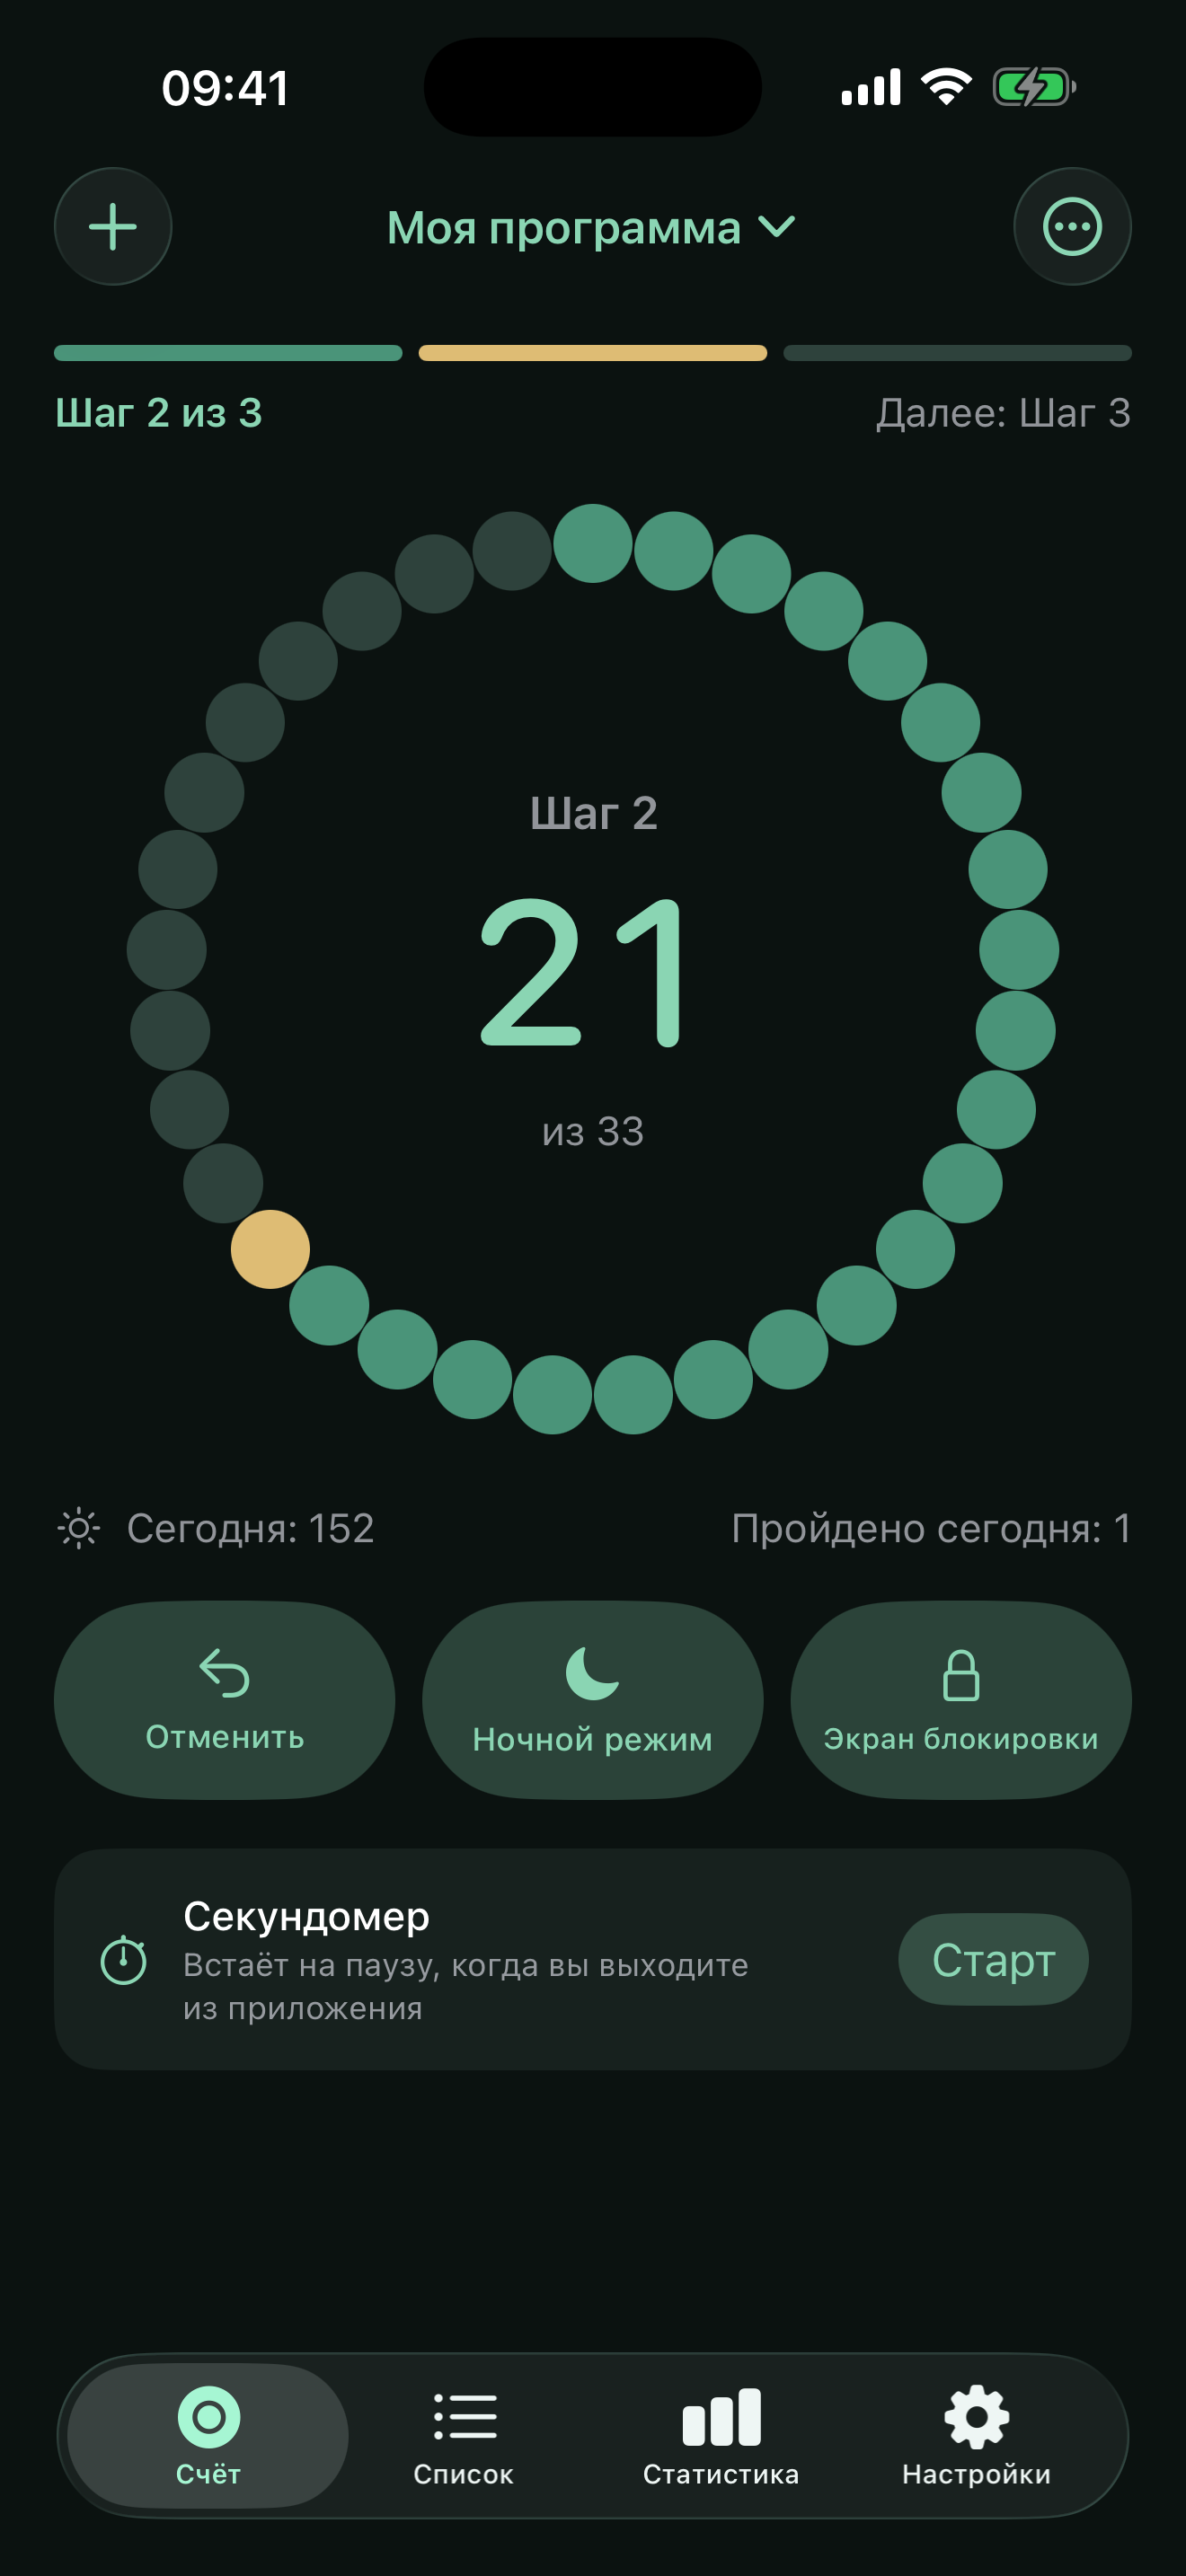 09:41
Моя программа
Шаг 2 из 3
Далее: Шаг 3
Шаг 2
21
из 33
Сегодня: 152
Пройдено сегодня: 1
Отменить
Ночной режим
Экран блокировки
Секундомер
Встаёт на паузу, когда вы выходите
из приложения
Старт
Счёт
Список
Статистика
Настройки